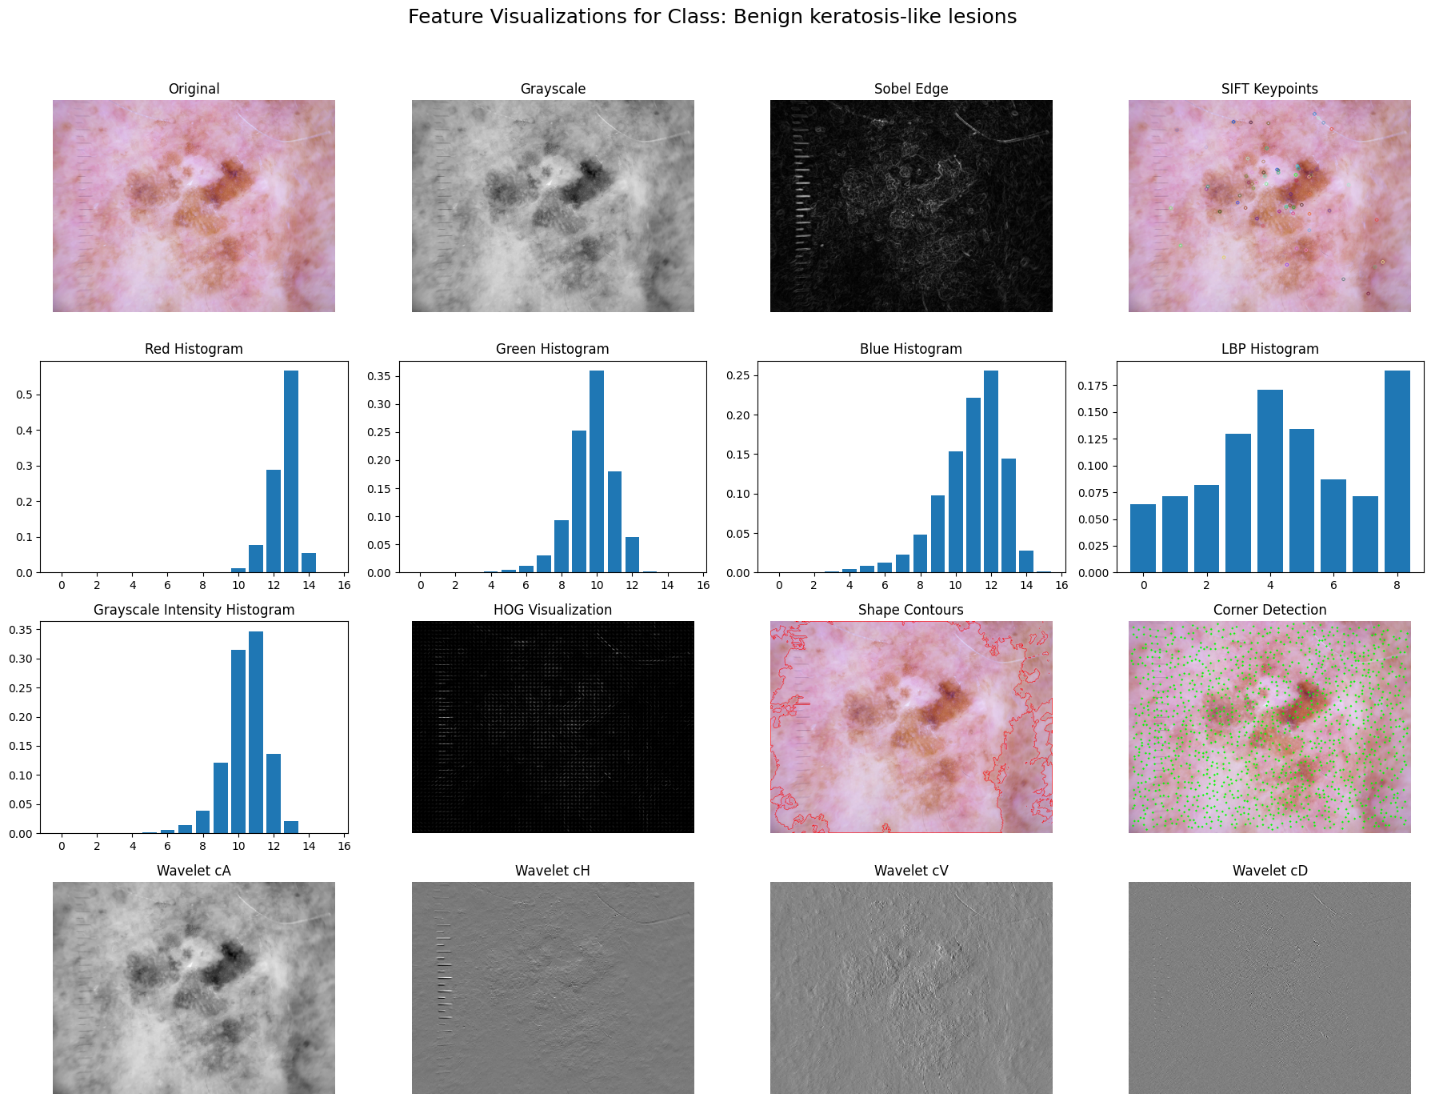 Feature Visualizations for Class: Benign keratosis-like lesions
Original
Grayscale
Sobel Edge
SIFT Keypoints
Red Histogram
0.5
0.4
0.3
0.2
0.1
0.0
0 2 4 6 8 10 12 14 16
Green Histogram
0.35
0.30
0.25
0.20
0.15
0.10
0.05
0.00
0 2 4 6 8 10 12 14 16
Blue Histogram
0.25
0.20
0.15
0.10
0.05
0.00
0 2 4 6 8 10 12 14 16
LBP Histogram
0.175
0.150
0.125
0.100
0.075
0.050
0.025
0.000
0 2 4 6 8
Grayscale Intensity Histogram
0.35
0.30
0.25
0.20
0.15
0.10
0.05
0.00
0 2 4 6 8 10 12 14 16
HOG Visualization
Shape Contours
Corner Detection
Wavelet cA
Wavelet cH
Wavelet cV
Wavelet cD